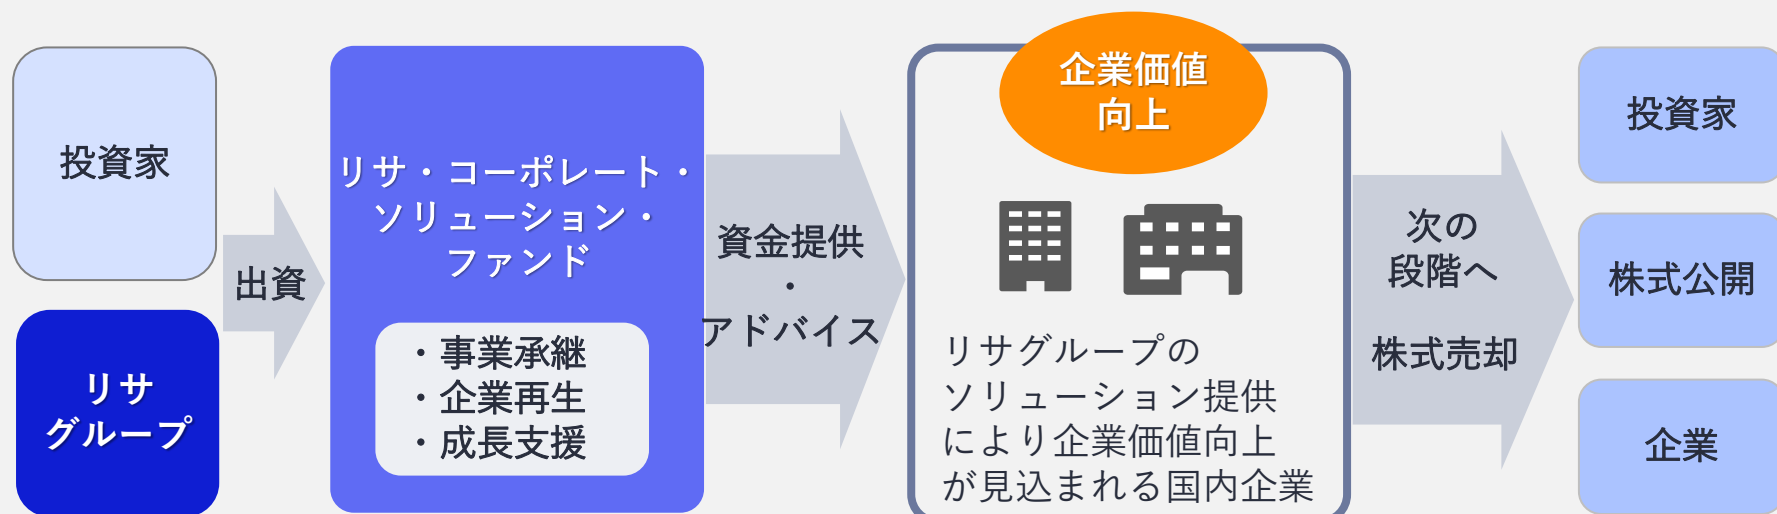 投資家
リサ
グループ
出資
リサ・コーポレート・
ソリューション・
ファンド
・事業承継
・企業再生
・成長支援
資金提供
・
アドバイス
企業価値
向上
リサグループの
ソリューション提供
により企業価値向上
が見込まれる国内企業
次の
段階へ
株式売却
投資家
株式公開
企業